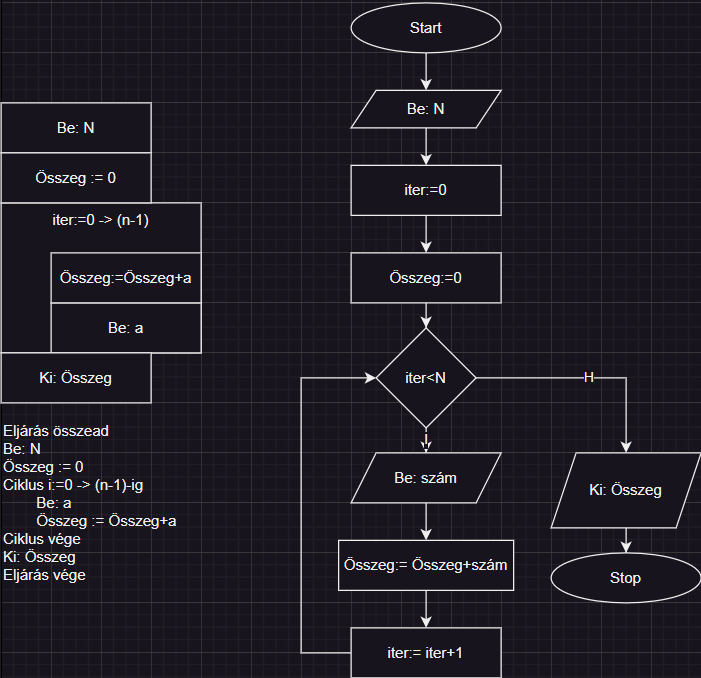 Be: N
Összeg := 0
iter:=0 -> (n-1)
Összeg:=Összeg+a
Be: a
Ki: Összeg
Eljárás összead
Be: N
Összeg := 0
Ciklus i:=0 -> (n-1)-ig
Be: a
Összeg := Összeg+a
Ciklus vége
Ki: Összeg
Eljárás vége
Start
Be: N
iter:=0
Összeg:=0
iter<N
H
Be: szám
Összeg:= Összeg+szám
iter:= iter+1
Ki: Összeg
Stop